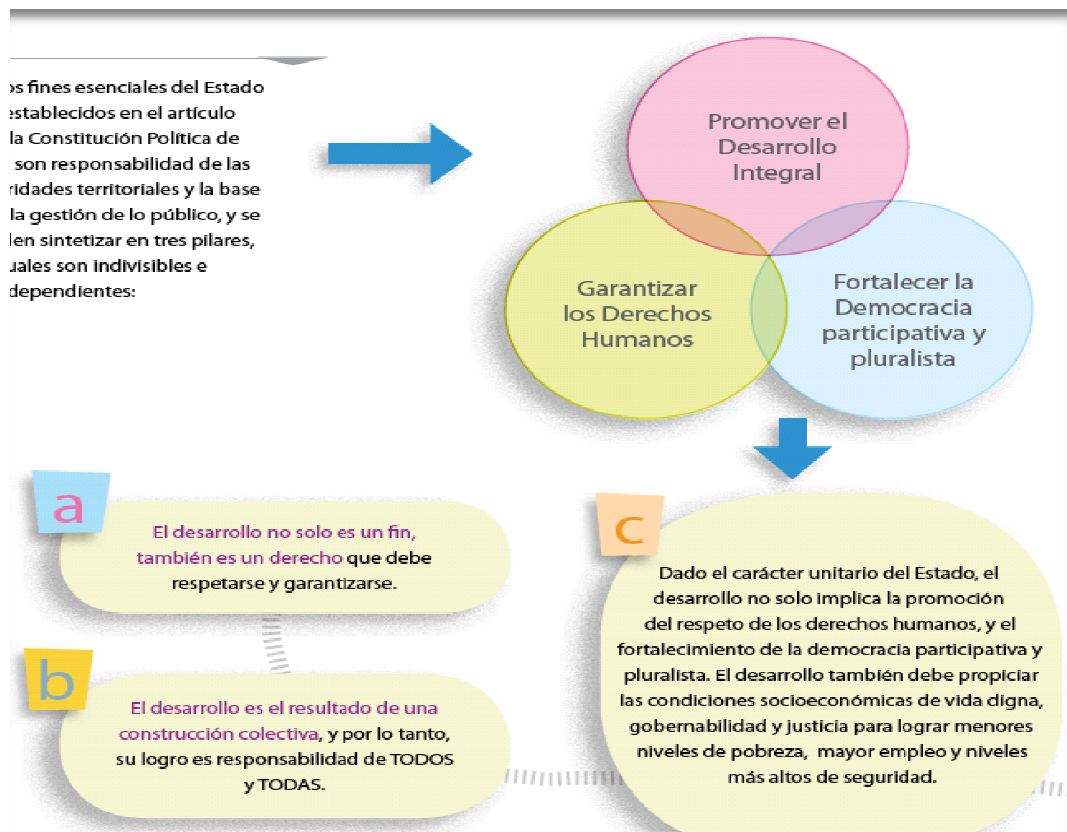 os fines esenciales del Estado
establecidos en el artículo
la Constitución Política de
son responsabilidad de las
ridades territoriales y la base
la gestión de lo público, y se
den sintetizar en tres pilares,
uales son indivisibles e
dependientes:
Promover el
Desarrollo
Integral
Garantizar
los Derechos
Humanos
Fortalecer la
Democracia
participativa y
pluralista
a
El desarrollo no solo es un fin,
también es un derecho que debe
respetarse y garantizarse.
b
El desarrollo es el resultado de una
construcción colectiva, y por lo tanto,
su logro es responsabilidad de TODOS
y TODAS.
c
Dado el carácter unitario del Estado, el
desarrollo no solo implica la promoción
del respeto de los derechos humanos, y el
fortalecimiento de la democracia participativa y
pluralista. El desarrollo también debe propiciar
las condiciones socioeconómicas de vida digna,
gobernabilidad y justicia para lograr menores
niveles de pobreza, mayor empleo y niveles
más altos de seguridad.